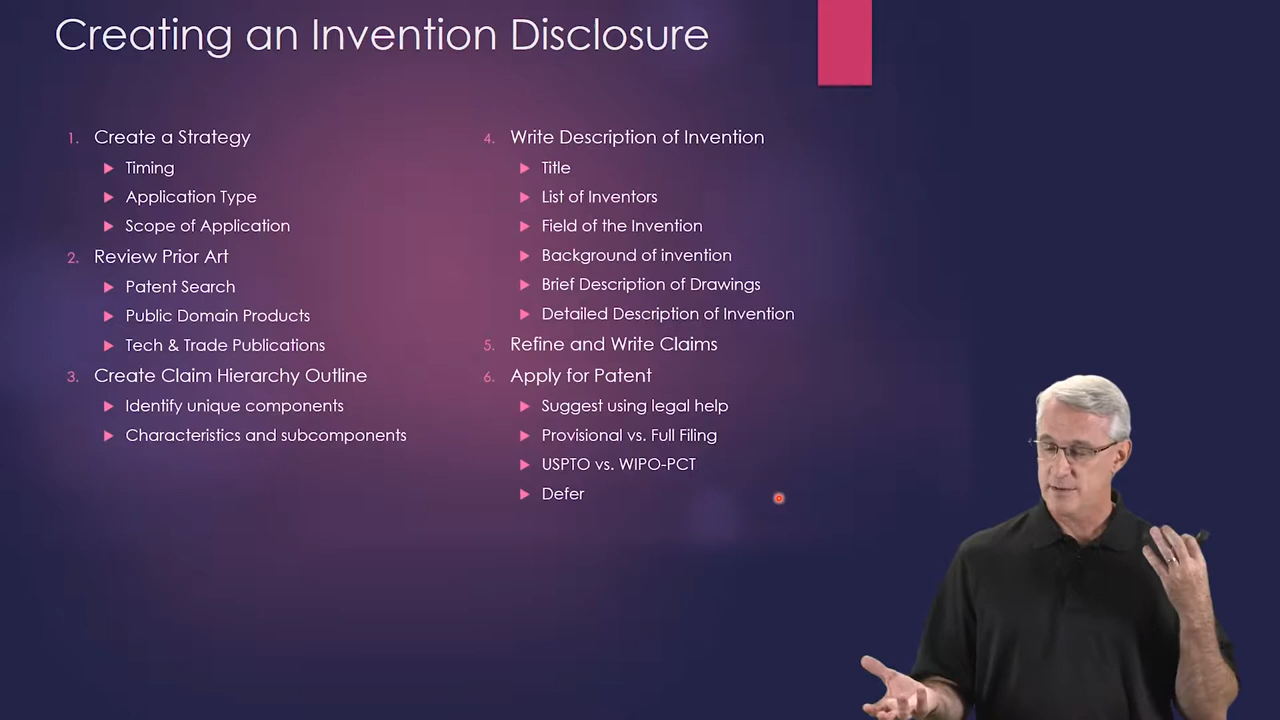 Creating an Invention Disclosure
1. Create a Strategy
Timing
Application Type
Scope of Application
2. Review Prior Art
Patent Search
Public Domain Products
Tech & Trade Publications
3. Create Claim Hierarchy Outline
Identify unique components
Characteristics and subcomponents
4. Write Description of Invention
Title
List of Inventors
Field of the Invention
Background of invention
Brief Description of Drawings
Detailed Description of Invention
5. Refine and Write Claims
6. Apply for Patent
Suggest using legal help
Provisional vs. Full Filing
USPTO vs. WIPO-PCT
Defer